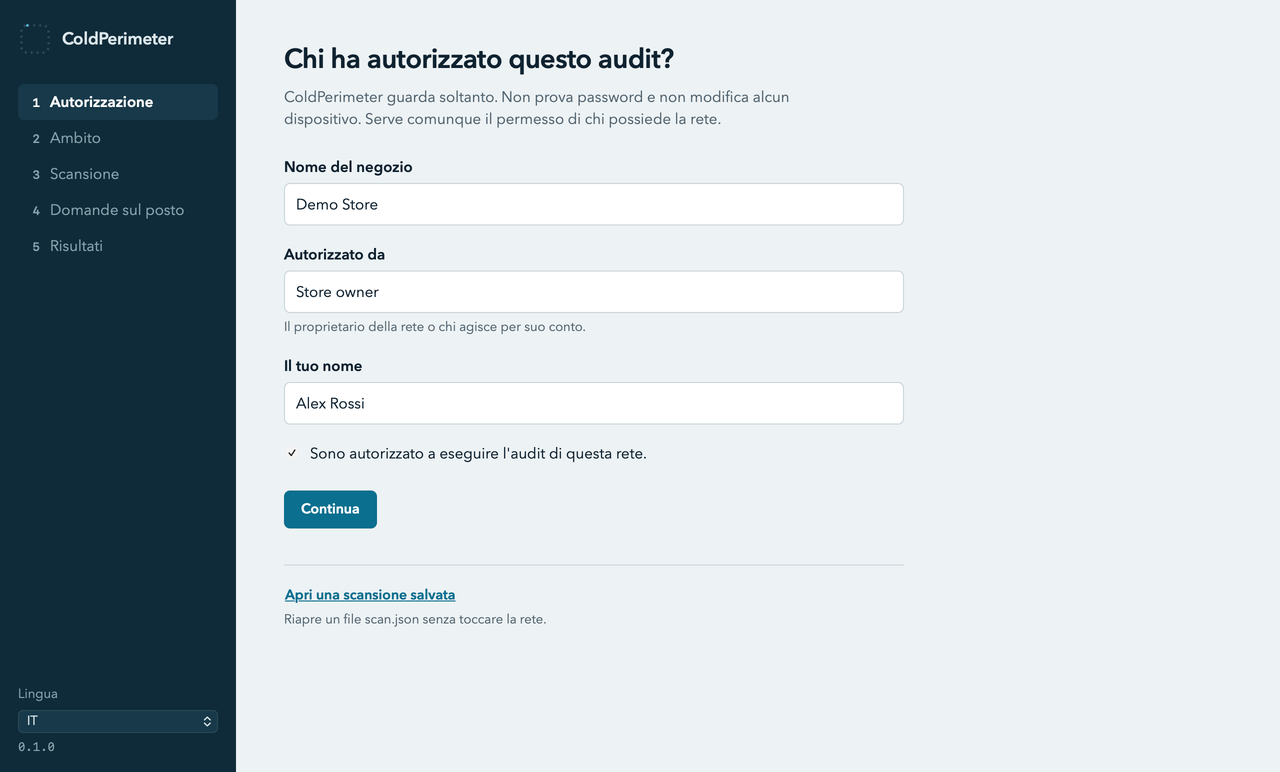 ColdPerimeter
1 Autorizzazione
2 Ambito
3 Scansione
4 Domande sul posto
5 Risultati
Lingua
IT
0.1.0
Chi ha autorizzato questo audit?
ColdPerimeter guarda soltanto. Non prova password e non modifica alcun
dispositivo. Serve comunque il permesso di chi possiede la rete.
Nome del negozio
Demo Store
Autorizzato da
Store owner
Il proprietario della rete o chi agisce per suo conto.
Il tuo nome
Alex Rossi
Sono autorizzato a eseguire l'audit di questa rete.
Continua
Apri una scansione salvata
Riapre un file scan.json senza toccare la rete.